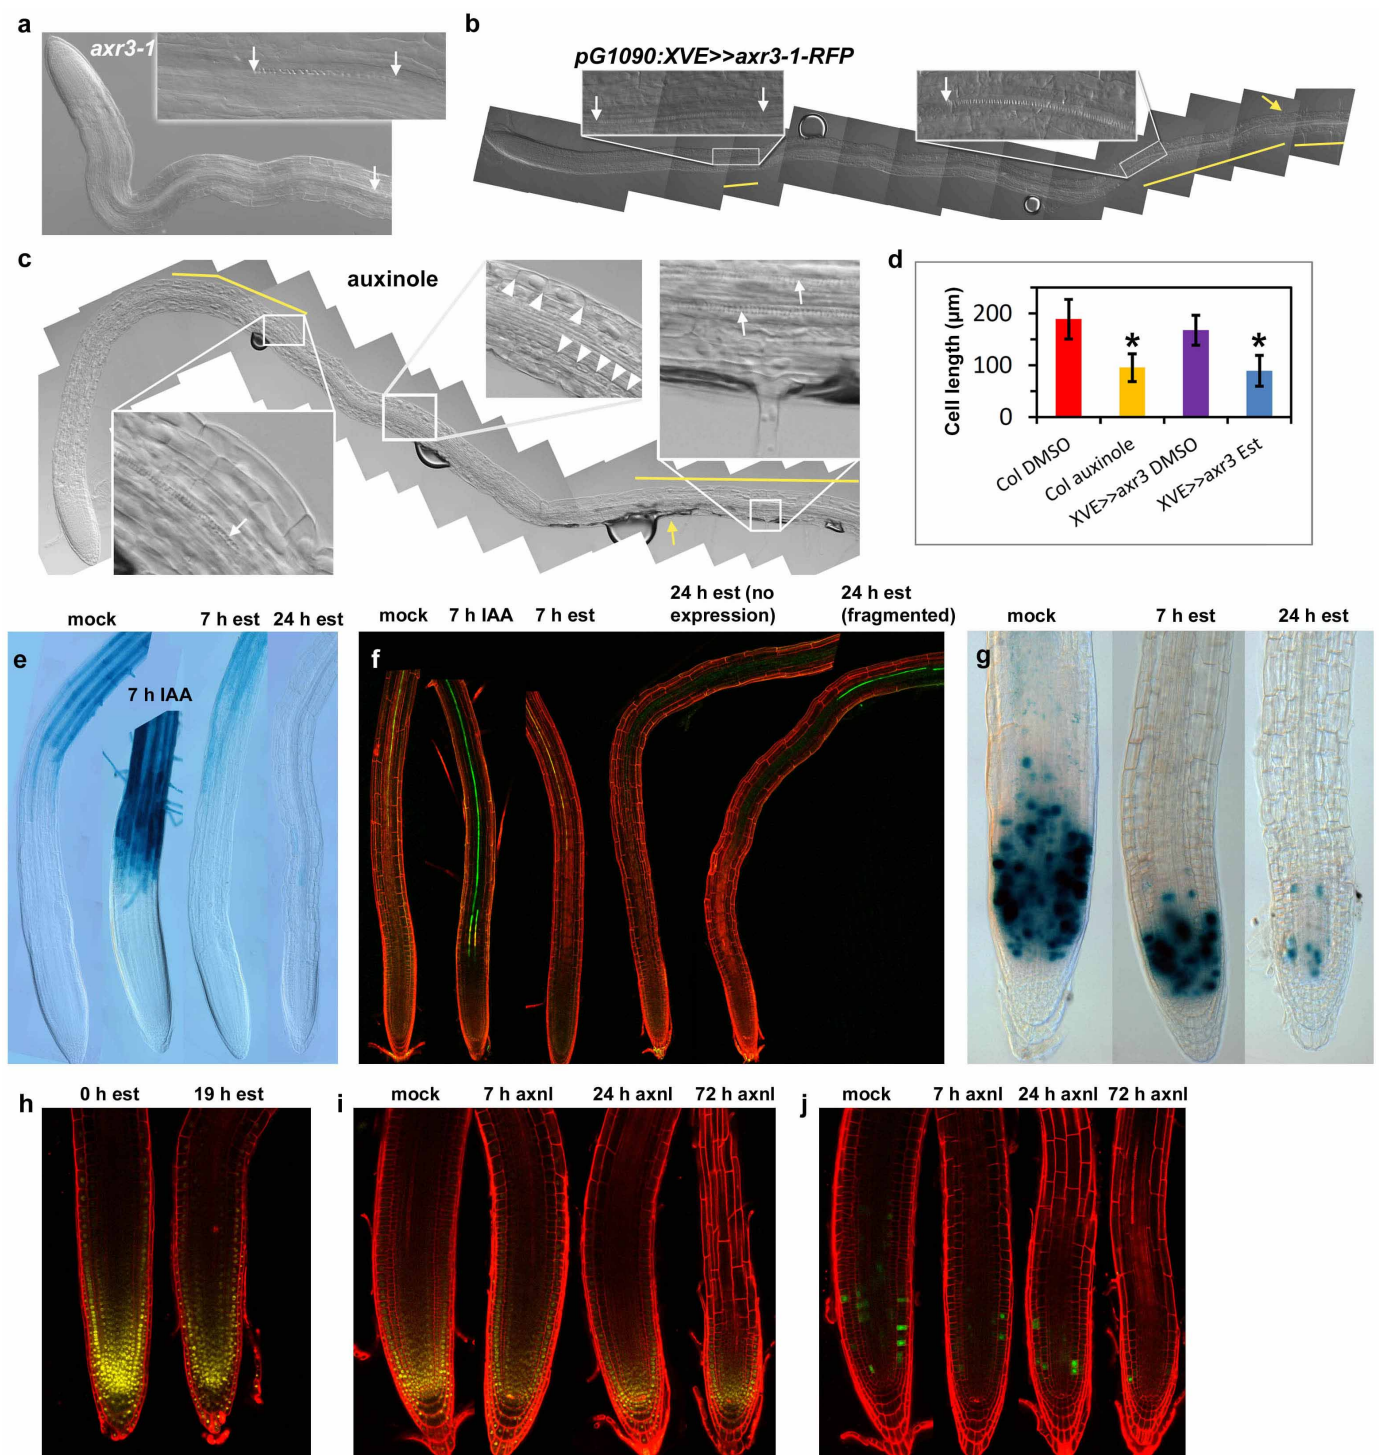 a
axr3-1
b
pG1090:XVE>>axr3-1-RFP
c
auxinole
d
Cell length (µm)
200
100
0
*
*
Col DMSO
Col auxinole
XVE>>axr3 DMSO
XVE>>axr3 Est
mock
7 h est
24 h est
e
7 h IAA
mock
7 h IAA
7 h est
24 h est (no
expression)
24 h est
(fragmented)
f
mock
7 h est
24 h est
g
h
0 h est
19 h est
i
mock
7 h axnl
24 h axnl
72 h axnl
j
mock
7 h axnl
24 h axnl
72 h axnl